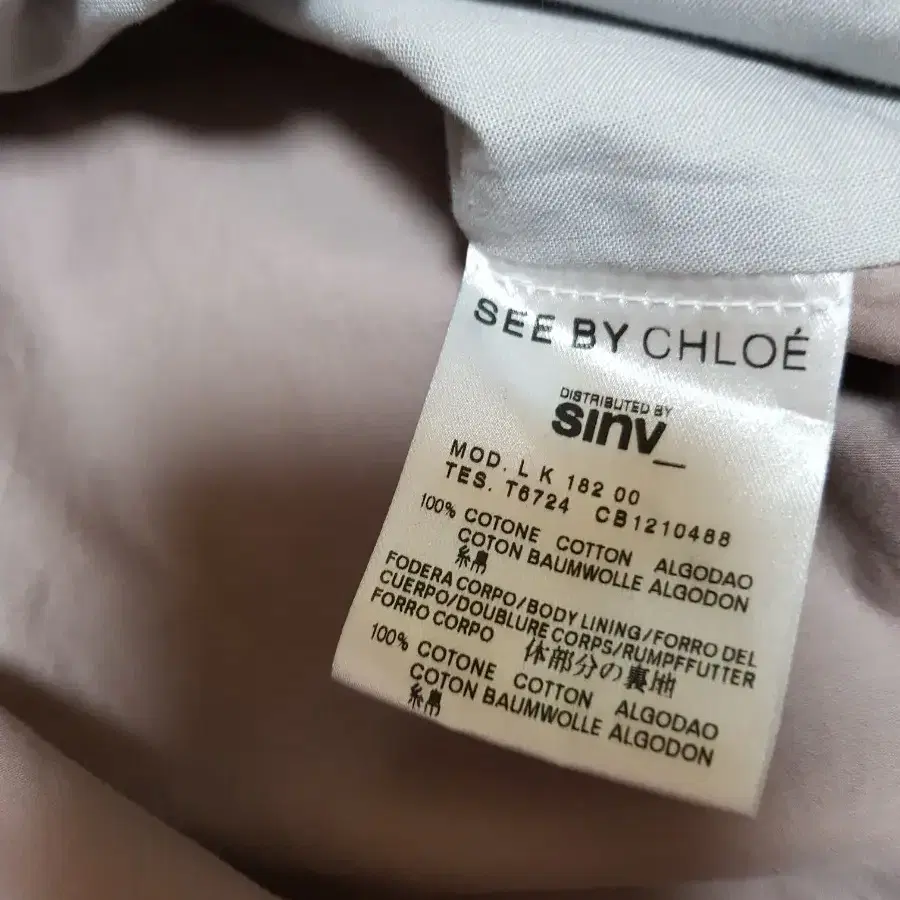 SEE BY CHLOÉ
DISTRIBUTED BY
sinv_
MOD. L K 182 00
TES. T6724 CB1210488
100% COTONE COTTON ALGODAO
COTON BAUMWOLLE ALGODON
綿
FODERA CORPO/BODY LINING/FORRO DEL
CUERPO/DOUBLURE CORPS/RUMPFFUTTER
FORRO CORPO 体部分の裏地
100% COTONE COTTON ALGODAO
COTON BAUMWOLLE ALGODON
綿